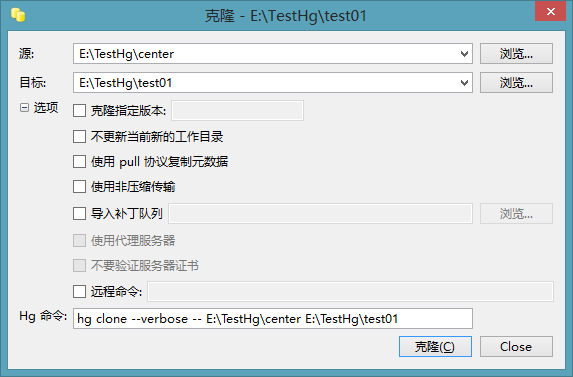 克隆 - E:\TestHg\test01
源: E:\TestHg\center 浏览...
目标: E:\TestHg\test01 浏览...
选项 克隆指定版本:
不更新当前新的工作目录
使用 pull 协议复制元数据
使用非压缩传输
导入补丁队列 浏览...
使用代理服务器
不要验证服务器证书
远程命令:
Hg 命令: hg clone --verbose -- E:\TestHg\center E:\TestHg\test01
克隆(C) Close